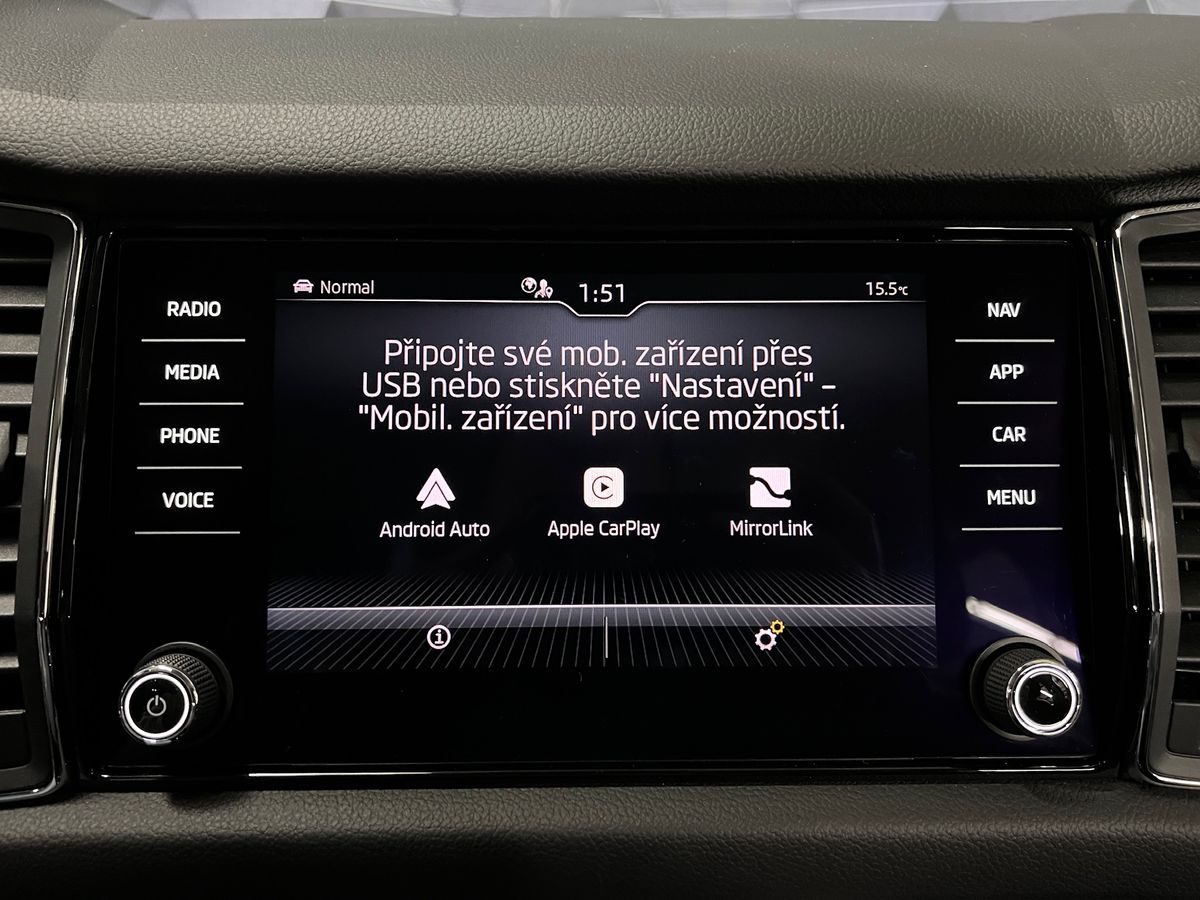 Normal
1:51
15.5°C
RADIO
MEDIA
PHONE
VOICE
Připojte své mob. zařízení přes
USB nebo stiskněte "Nastavení" –
"Mobil. zařízení" pro více možností.
Android Auto
Apple CarPlay
MirrorLink
NAV
APP
CAR
MENU